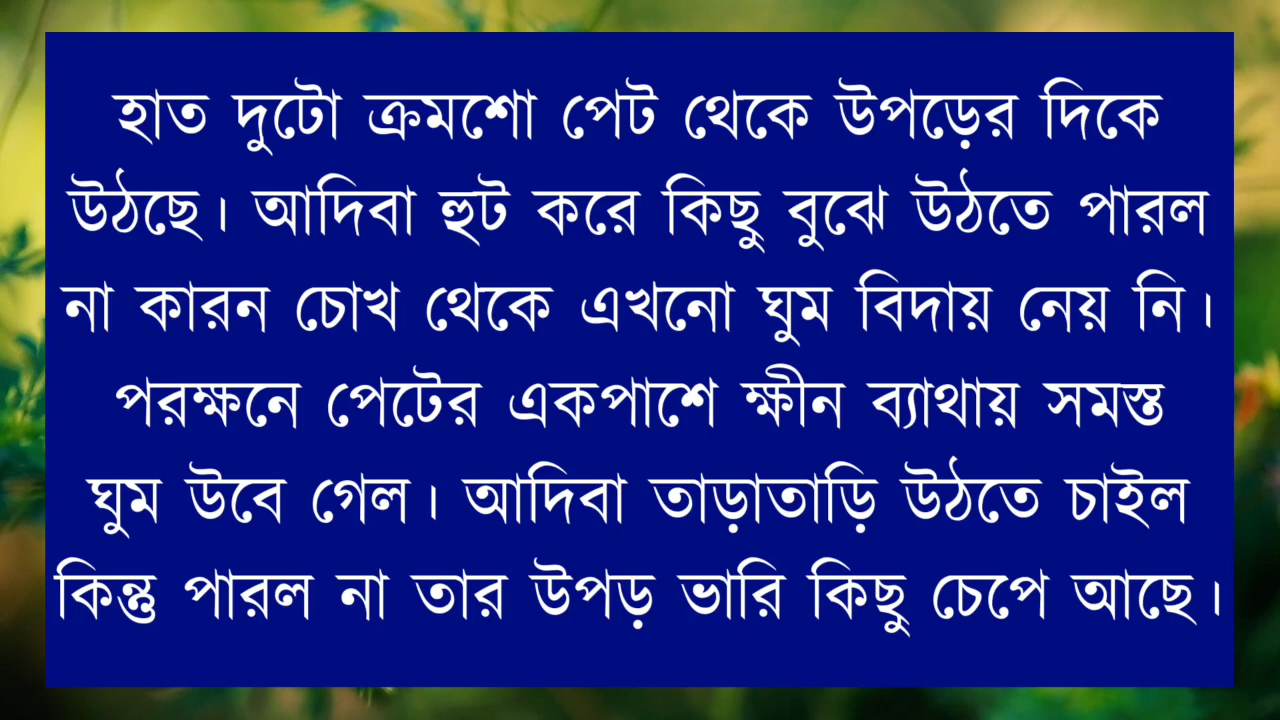 হাত দুটো ক্রমশো পেট থেকে উপড়ের দিকে
উঠছে। আদিবা হুট করে কিছু বুঝে উঠতে পারল
না কারন চোখ থেকে এখনো ঘুম বিদায় নেয় নি।
পরক্ষনে পেটের একপাশে ক্ষীন ব্যাথায় সমস্ত
ঘুম উবে গেল। আদিবা তাড়াতাড়ি উঠতে চাইল
কিন্তু পারল না তার উপড় ভারি কিছু চেপে আছে।